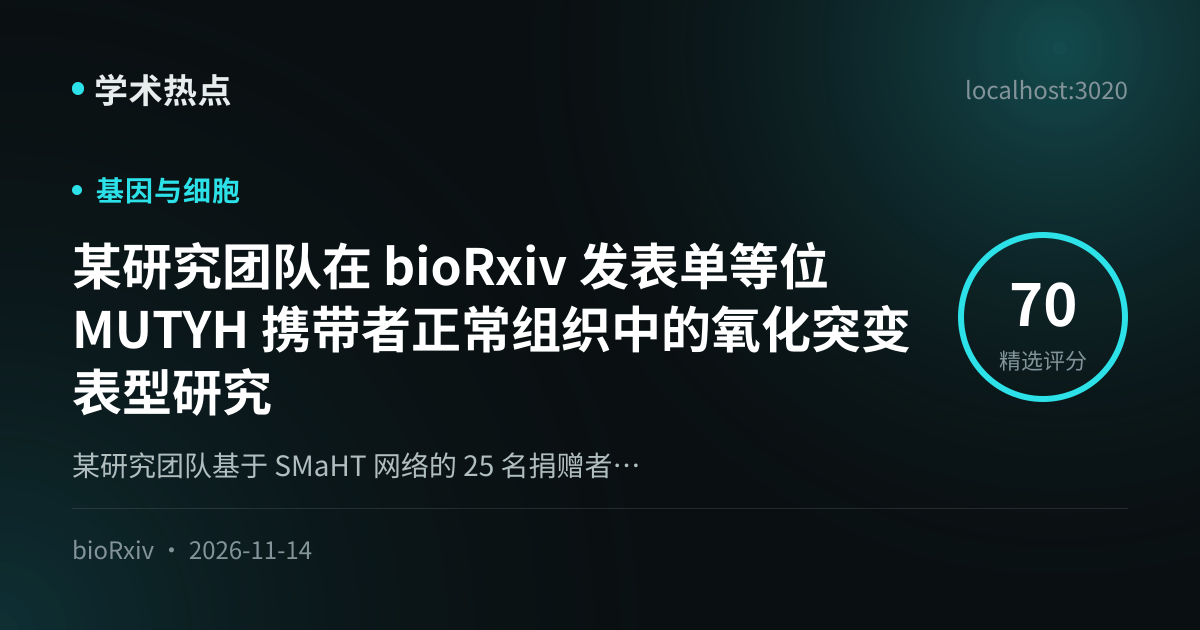 学术热点
localhost:3020
基因与细胞
某研究团队在 bioRxiv 发表单等位
MUTYH 携带者正常组织中的氧化突变
表型研究
70
精选评分
某研究团队基于 SMaHT 网络的 25 名捐赠者…
bioRxiv · 2026-11-14